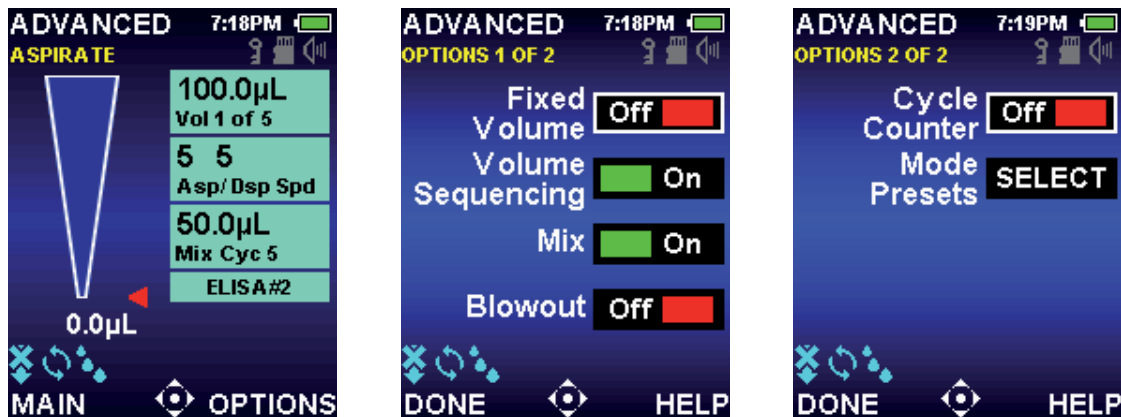 ADVANCED 7:18PM
ASPIRATE
100.0µL
Vol 1 of 5
5 5
Asp/Dsp Spd
50.0µL
Mix Cyc 5
ELISA#2
0.0µL
MAIN OPTIONS
ADVANCED 7:18PM
OPTIONS 1 OF 2
Fixed
Volume
Off
Volume
Sequencing
On
Mix On
Blowout Off
DONE HELP
ADVANCED 7:19PM
OPTIONS 2 OF 2
Cycle
Counter
Off
Mode
Presets
SELECT
DONE HELP